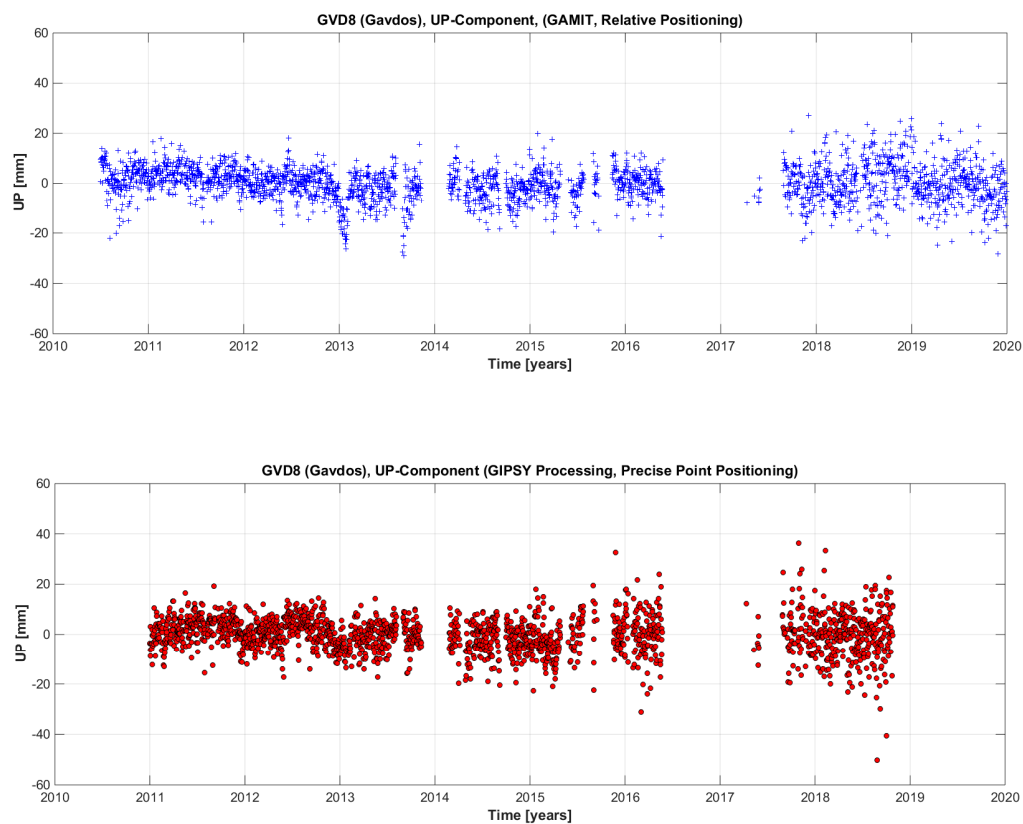 GVD8 (Gavdos), UP-Component, (GAMIT, Relative Positioning)
60
40
20
0
-20
-40
-60
UP [mm]
2010 2011 2012 2013 2014 2015 2016 2017 2018 2019 2020
Time [years]
GVD8 (Gavdos), UP-Component (GIPSY Processing, Precise Point Positioning)
60
40
20
0
-20
-40
-60
UP [mm]
2010 2011 2012 2013 2014 2015 2016 2017 2018 2019 2020
Time [years]